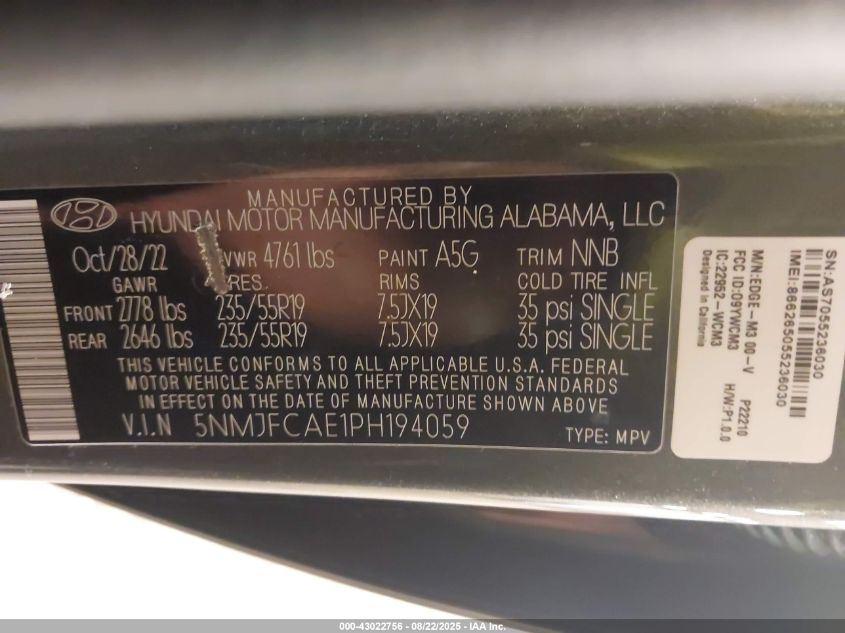 MANUFACTURED BY
HYUNDAI MOTOR MANUFACTURING ALABAMA, LLC
Oct/28/22 VWR 4761 lbs PAINT A5G TRIM NNB
GAWR RES. RIMS COLD TIRE INFL
FRONT 2778 lbs 235/55R19 7.5JX19 35 psi SINGLE
REAR 2646 lbs 235/55R19 7.5JX19 35 psi SINGLE
THIS VEHICLE CONFORMS TO ALL APPLICABLE U.S.A. FEDERAL
MOTOR VEHICLE SAFETY AND THEFT PREVENTION STANDARDS
IN EFFECT ON THE DATE OF MANUFACTURE SHOWN ABOVE
V.I.N 5NMJFCAE1PH194059 TYPE: MPV
SN:AS7055236030
IMEI:866265055236030
M/N:EDGE-M3 00-V P22210
FCC ID:09YWCM3 H/W:P1.0.0
IC:22952-WCM3
Designed in California
000-43022756 - 08/22/2025 - IAA Inc.